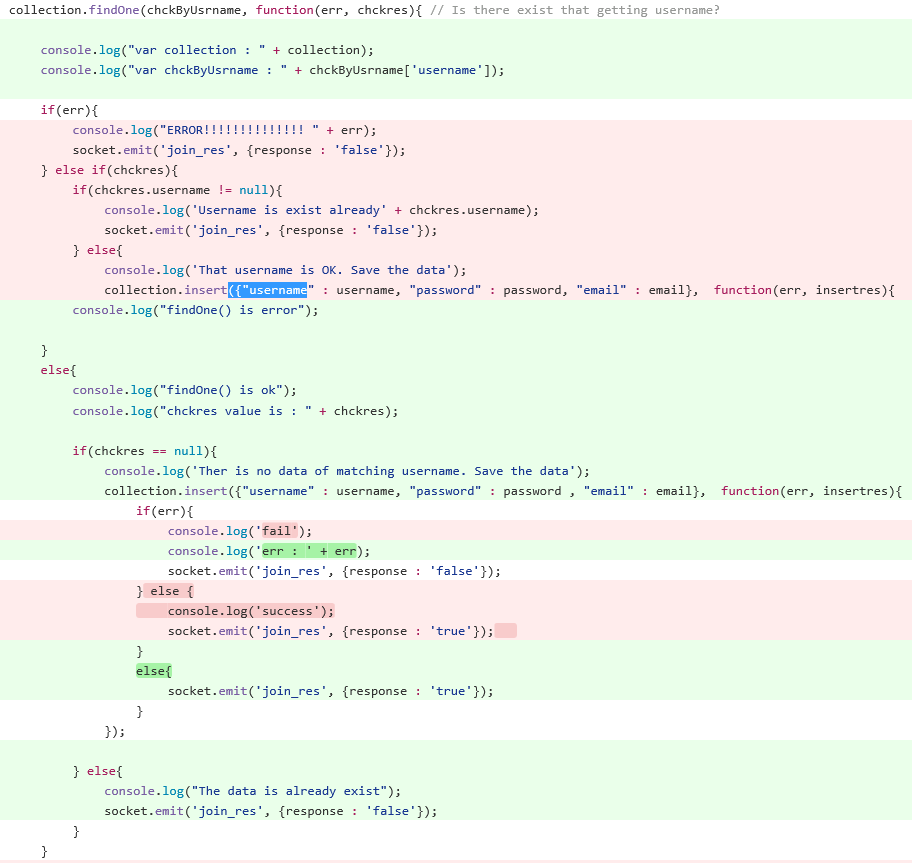 collection.findOne(chckByUsrname, function(err, chckres){ // Is there exist that getting username?
console.log("var collection : " + collection);
console.log("var chckByUsrname : " + chckByUsrname['username']);
if(err){
console.log("ERROR!!!!!!!!!!!!!! " + err);
socket.emit('join_res', {response : 'false'});
} else if(chckres){
if(chckres.username != null){
console.log('Username is exist already' + chckres.username);
socket.emit('join_res', {response : 'false'});
} else{
console.log('That username is OK. Save the data');
collection.insert({"username" : username, "password" : password, "email" : email},  function(err, insertres){
console.log("findOne() is error");
}
else{
console.log("findOne() is ok");
console.log("chckres value is : " + chckres);
if(chckres == null){
console.log('Ther is no data of matching username. Save the data');
collection.insert({"username" : username, "password" : password , "email" : email},  function(err, insertres){
if(err){
console.log('fail');
console.log('err : ' + err);
socket.emit('join_res', {response : 'false'});
} else {
console.log('success');
socket.emit('join_res', {response : 'true'});
}
else{
socket.emit('join_res', {response : 'true'});
}
});
} else{
console.log("The data is already exist");
socket.emit('join_res', {response : 'false'});
}
}